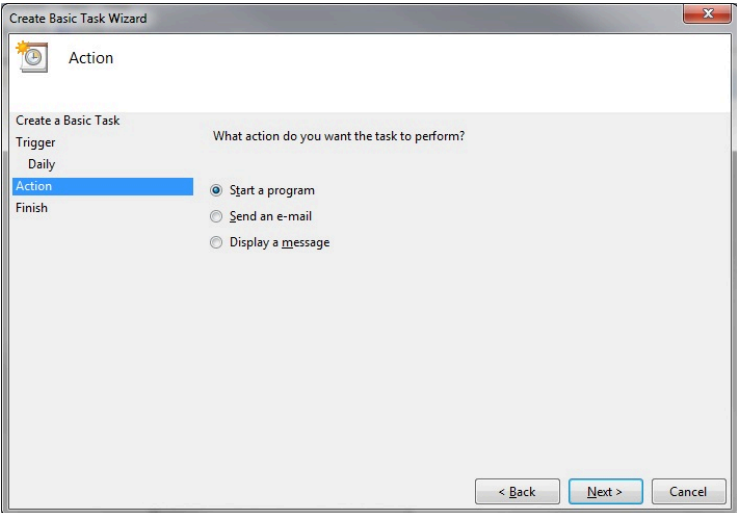 Create Basic Task Wizard
Action
Create a Basic Task
Trigger
Daily
Action
Finish
What action do you want the task to perform?
Start a program
Send an e-mail
Display a message
< Back
Next >
Cancel